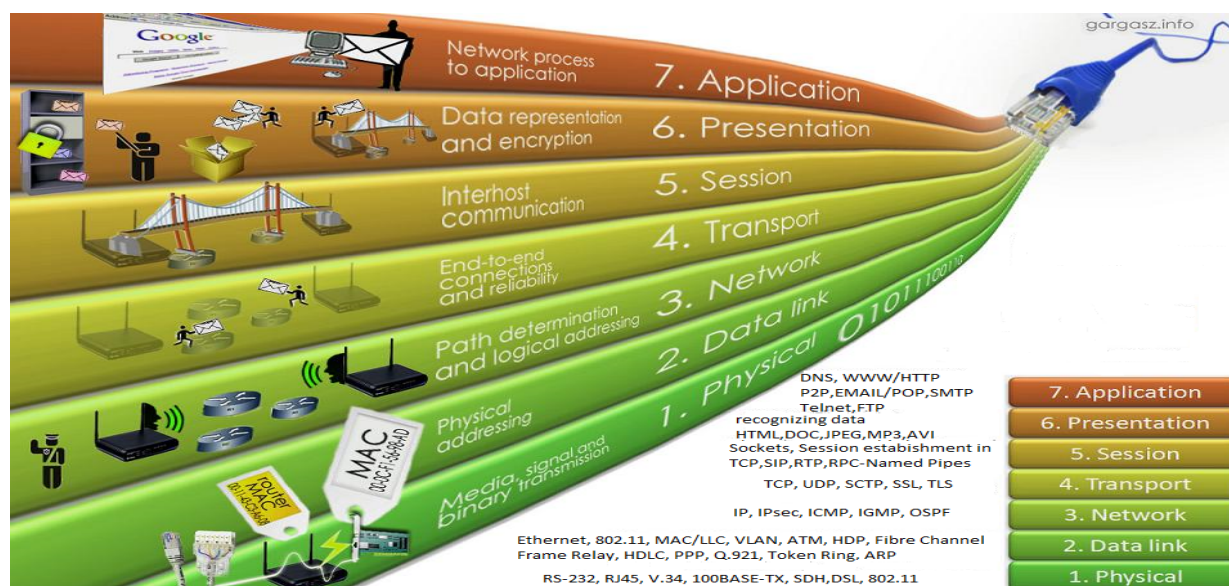 gargasz.info
Google
Network process
to application
7. Application
Data representation
and encryption
6. Presentation
Interhost
communication
5. Session
End-to-end
connections
and reliability
4. Transport
Path determination
and logical addressing
3. Network
Physical
addressing
2. Data link
Media, signal and
binary transmission
1. Physical
0101110011
MAC
router
MAC
DNS, WWW/HTTP
P2P,EMAIL/POP,SMTP
Telnet,FTP
recognizing data
HTML,DOC,JPEG,MP3,AVI
Sockets, Session estabishment in
TCP,SIP,RTP,RPC-Named Pipes
TCP, UDP, SCTP, SSL, TLS
IP, IPsec, ICMP, IGMP, OSPF
Ethernet, 802.11, MAC/LLC, VLAN, ATM, HDP, Fibre Channel
Frame Relay, HDLC, PPP, Q.921, Token Ring, ARP
RS-232, RJ45, V.34, 100BASE-TX, SDH,DSL, 802.11
7. Application
6. Presentation
5. Session
4. Transport
3. Network
2. Data link
1. Physical